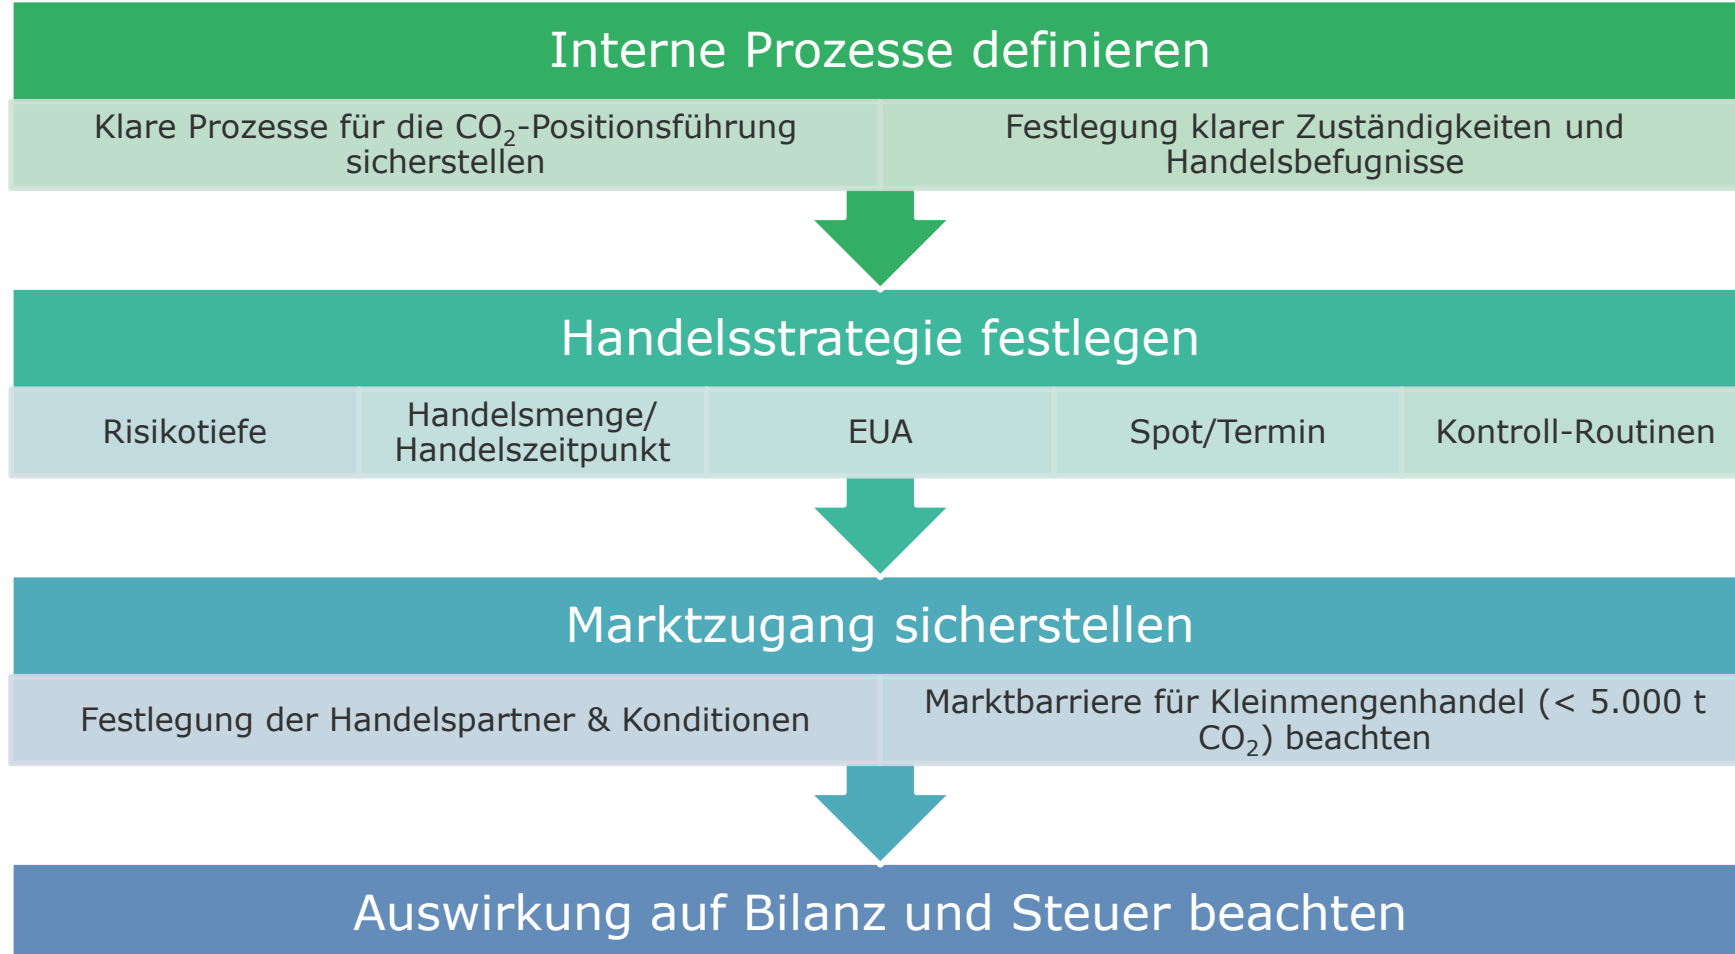 Interne Prozesse definieren
Klare Prozesse für die CO₂-Positionsführung
sicherstellen
Festlegung klarer Zuständigkeiten und
Handelsbefugnisse
Handelsstrategie festlegen
Risikotiefe
Handelsmenge/
Handelszeitpunkt
EUA
Spot/Termin
Kontroll-Routinen
Marktzugang sicherstellen
Festlegung der Handelspartner & Konditionen
Marktbarriere für Kleinmengenhandel (< 5.000 t
CO₂) beachten
Auswirkung auf Bilanz und Steuer beachten